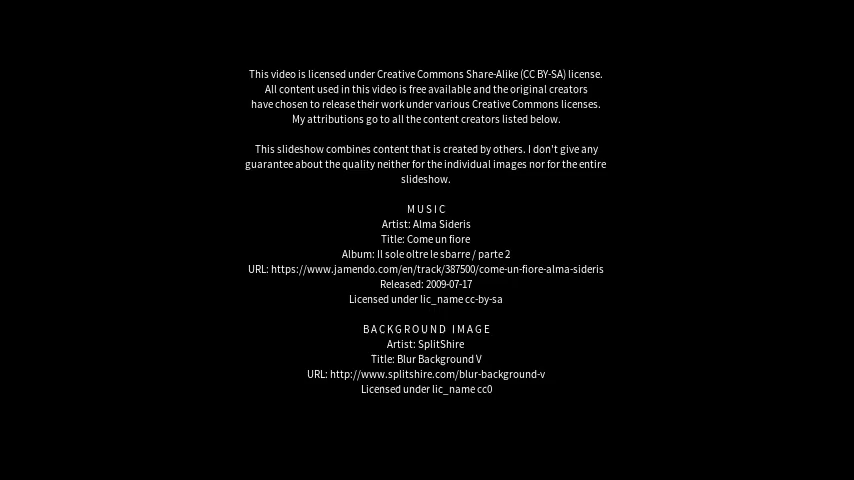 This video is licensed under Creative Commons Share-Alike (CC BY-SA) license.
All content used in this video is free available and the original creators
have chosen to release their work under various Creative Commons licenses.
My attributions go to all the content creators listed below.
This slideshow combines content that is created by others. I don't give any
guarantee about the quality neither for the individual images nor for the entire
slideshow.
MUSIC
Artist: Alma Sideris
Title: Come un fiore
Album: Il sole oltre le sbarre / parte 2
URL: https://www.jamendo.com/en/track/387500/come-un-fiore-alma-sideris
Released: 2009-07-17
Licensed under lic_name cc-by-sa
BACKGROUND IMAGE
Artist: SplitShire
Title: Blur Background V
URL: http://www.splitshire.com/blur-background-v
Licensed under lic_name cc0